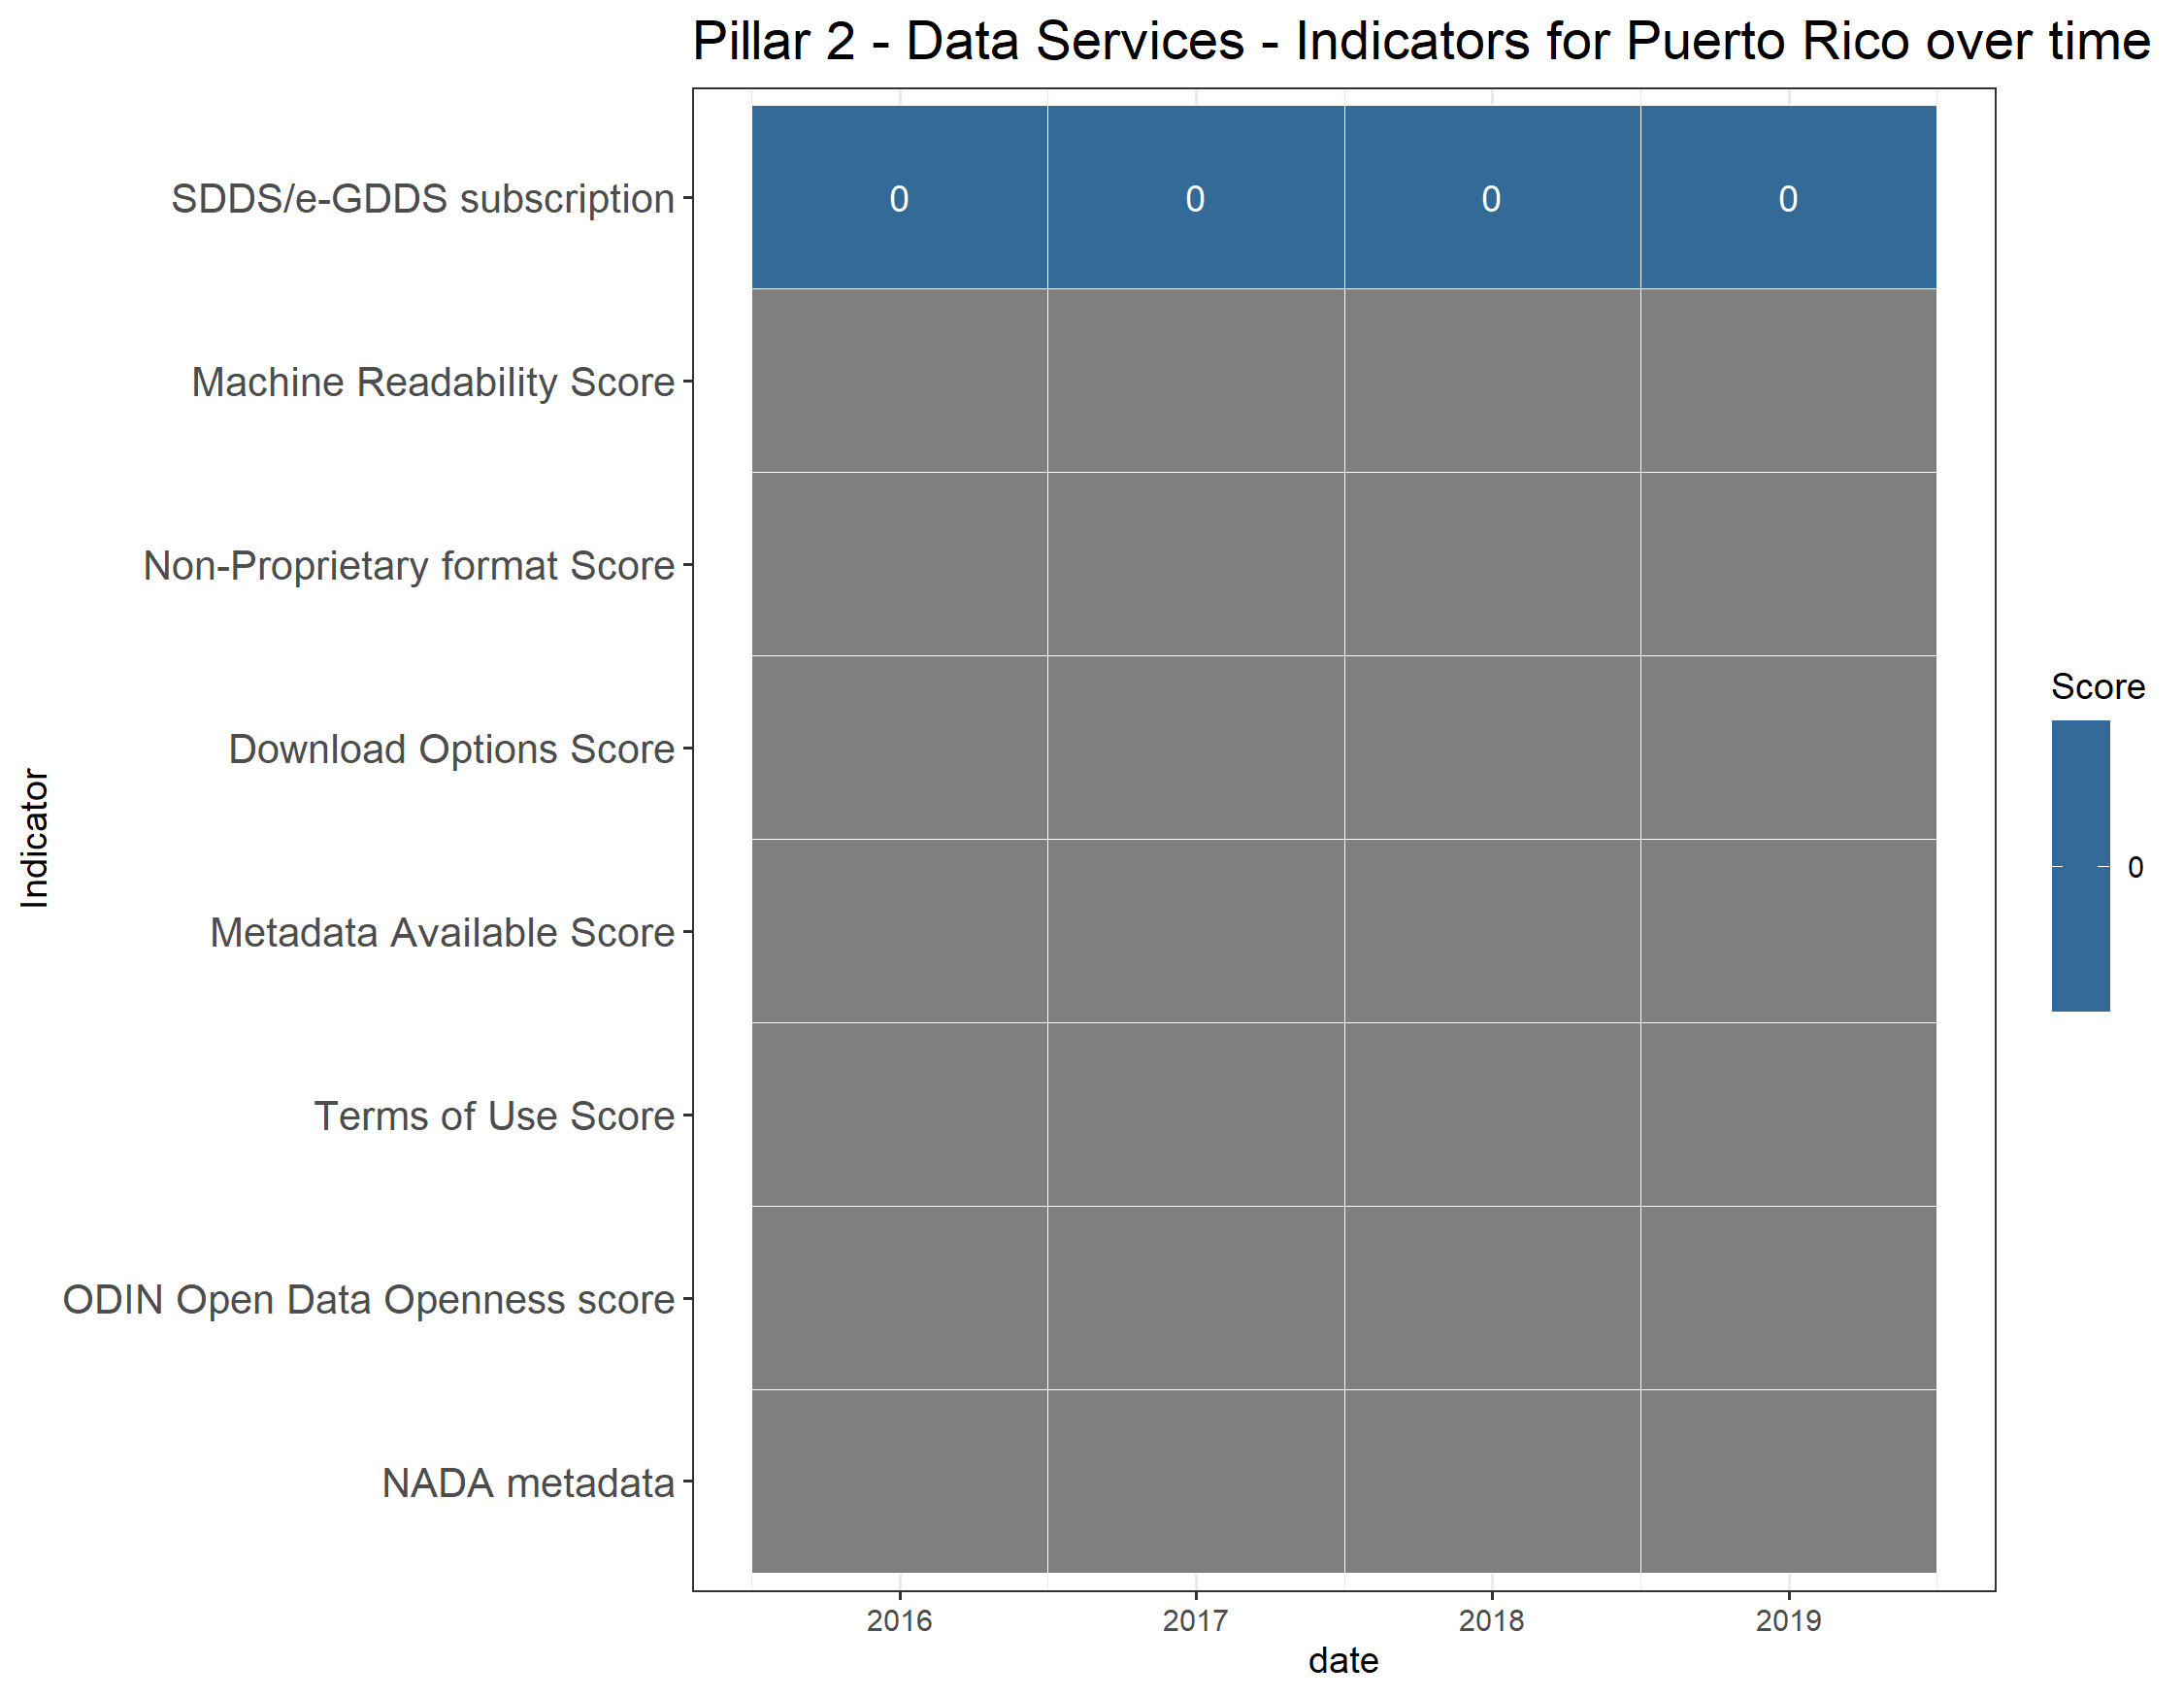 Pillar 2 - Data Services - Indicators for Puerto Rico over time
SDDS/e-GDDS subscription
0 0 0 0
Machine Readability Score
Non-Proprietary format Score
Download Options Score
Metadata Available Score
Terms of Use Score
ODIN Open Data Openness score
NADA metadata
Indicator
2016 2017 2018 2019
date
Score
0